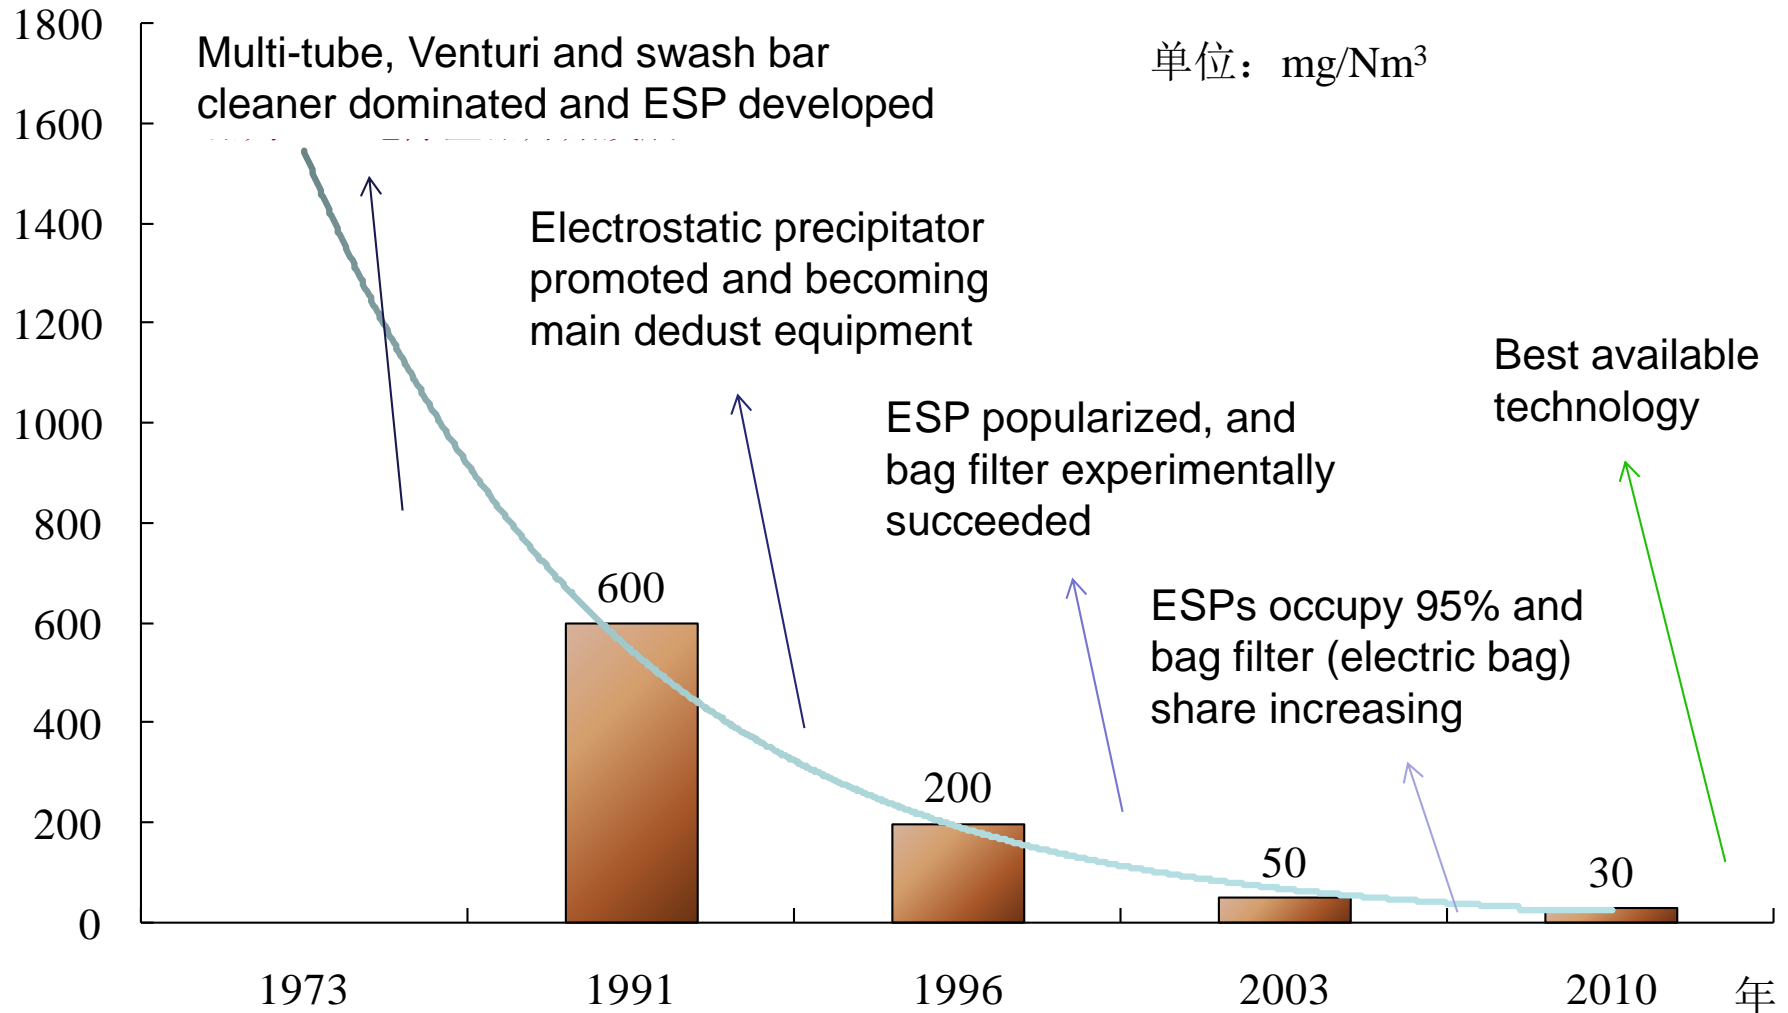 1800
1600
1400
1200
1000
800
600
400
200
0
Multi-tube, Venturi and swash bar
cleaner dominated and ESP developed
单位：mg/Nm³
Electrostatic precipitator
promoted and becoming
main dedust equipment
Best available
technology
ESP popularized, and
bag filter experimentally
succeeded
ESPs occupy 95% and
bag filter (electric bag)
share increasing
600
200
50
30
1973 1991 1996 2003 2010 年